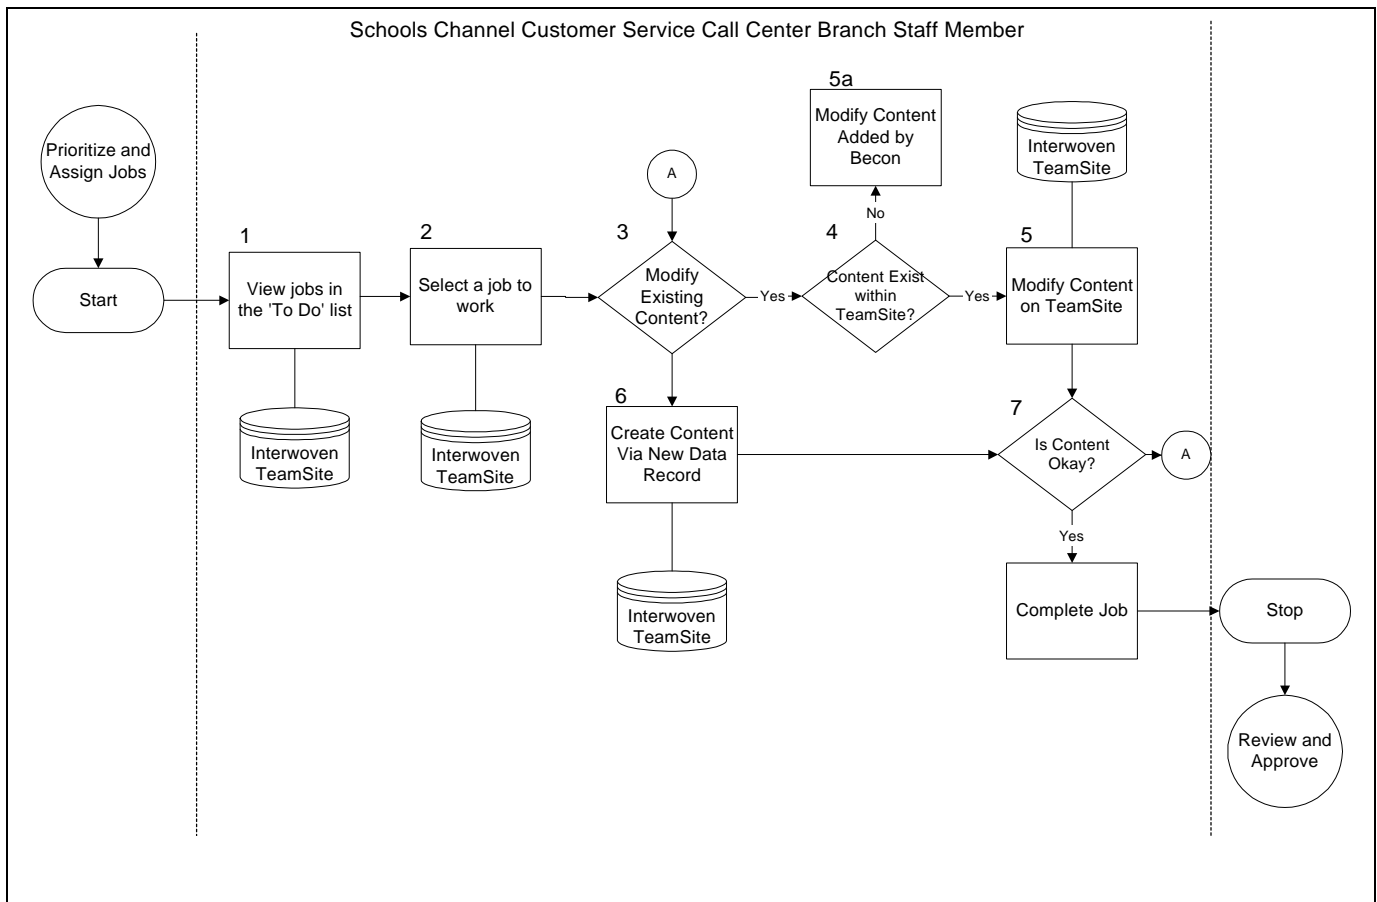 Schools Channel Customer Service Call Center Branch Staff Member
Prioritize and
Assign Jobs
Start
1
View jobs in
the 'To Do' list
Interwoven
TeamSite
2
Select a job to
work
Interwoven
TeamSite
A
3
Modify
Existing
Content?
Yes
4
Content Exist
within
TeamSite?
No
5a
Modify Content
Added by
Becon
Yes
5
Modify Content
on TeamSite
Interwoven
TeamSite
6
Create Content
Via New Data
Record
Interwoven
TeamSite
7
Is Content
Okay?
A
Yes
Complete Job
Stop
Review and
Approve